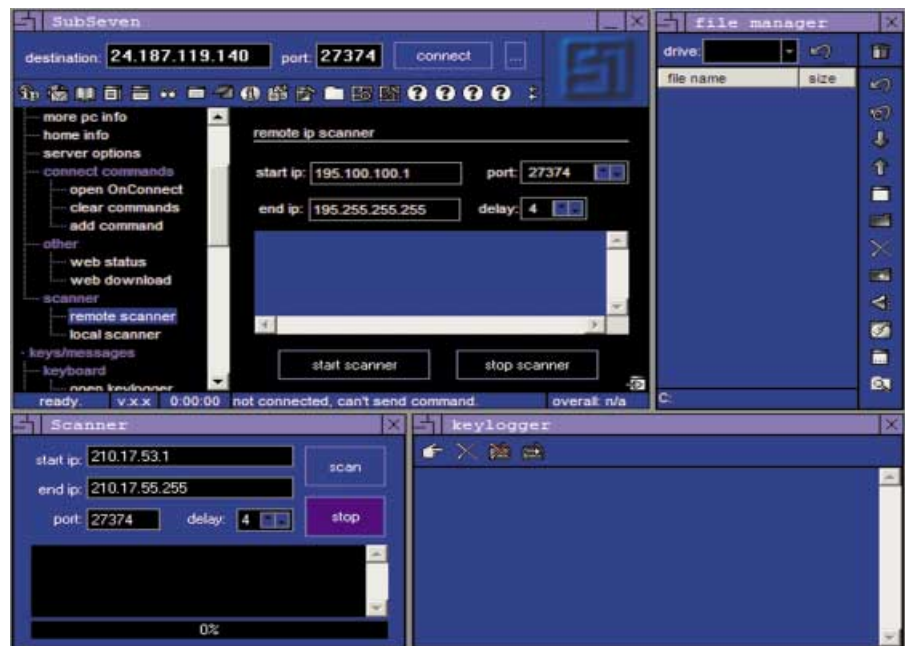 SubSeven
destination: 24.187.119.140 port: 27374 connect ...
more pc info
home info
server options
connect commands
open OnConnect
clear commands
add command
other
web status
web download
scanner
remote scanner
local scanner
keys/messages
keyboard
open keylogger
remote ip scanner
start ip: 195.100.100.1 port: 27374
end ip: 195.255.255.255 delay: 4
start scanner stop scanner
ready. v.x.x 0:00:00 not connected, can't send command. overall: n/a
file manager
drive:
file name size
C:
Scanner
start ip: 210.17.53.1 scan
end ip: 210.17.55.255
port: 27374 delay: 4 stop
0%
keylogger